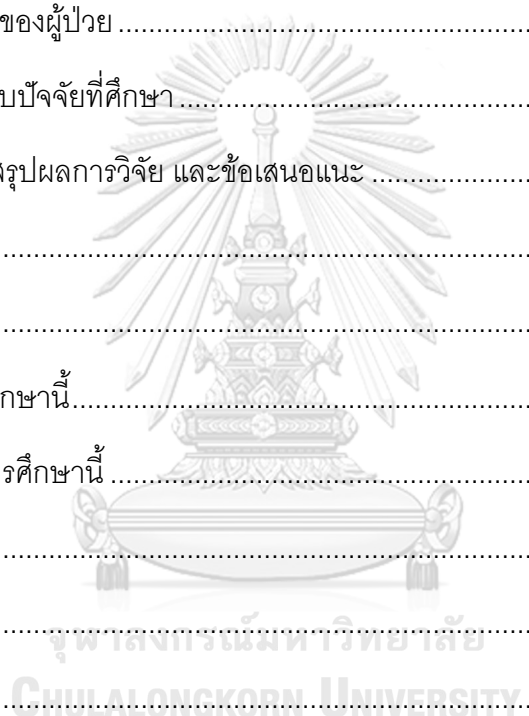 ของผู้ป่วย ..........................................................
บปัจจัยที่ศึกษา ..................................................
รุปผลการวิจัย และข้อเสนอแนะ ........................
..........................................................................
..........................................................................
กษานี้..................................................................
รศึกษานี้ ............................................................
..........................................................................
..........................................................................
จุฬาลงกรณ์มหาวิทยาลัย
..........................................................................
CHULALONGKORN UNIVERSITY